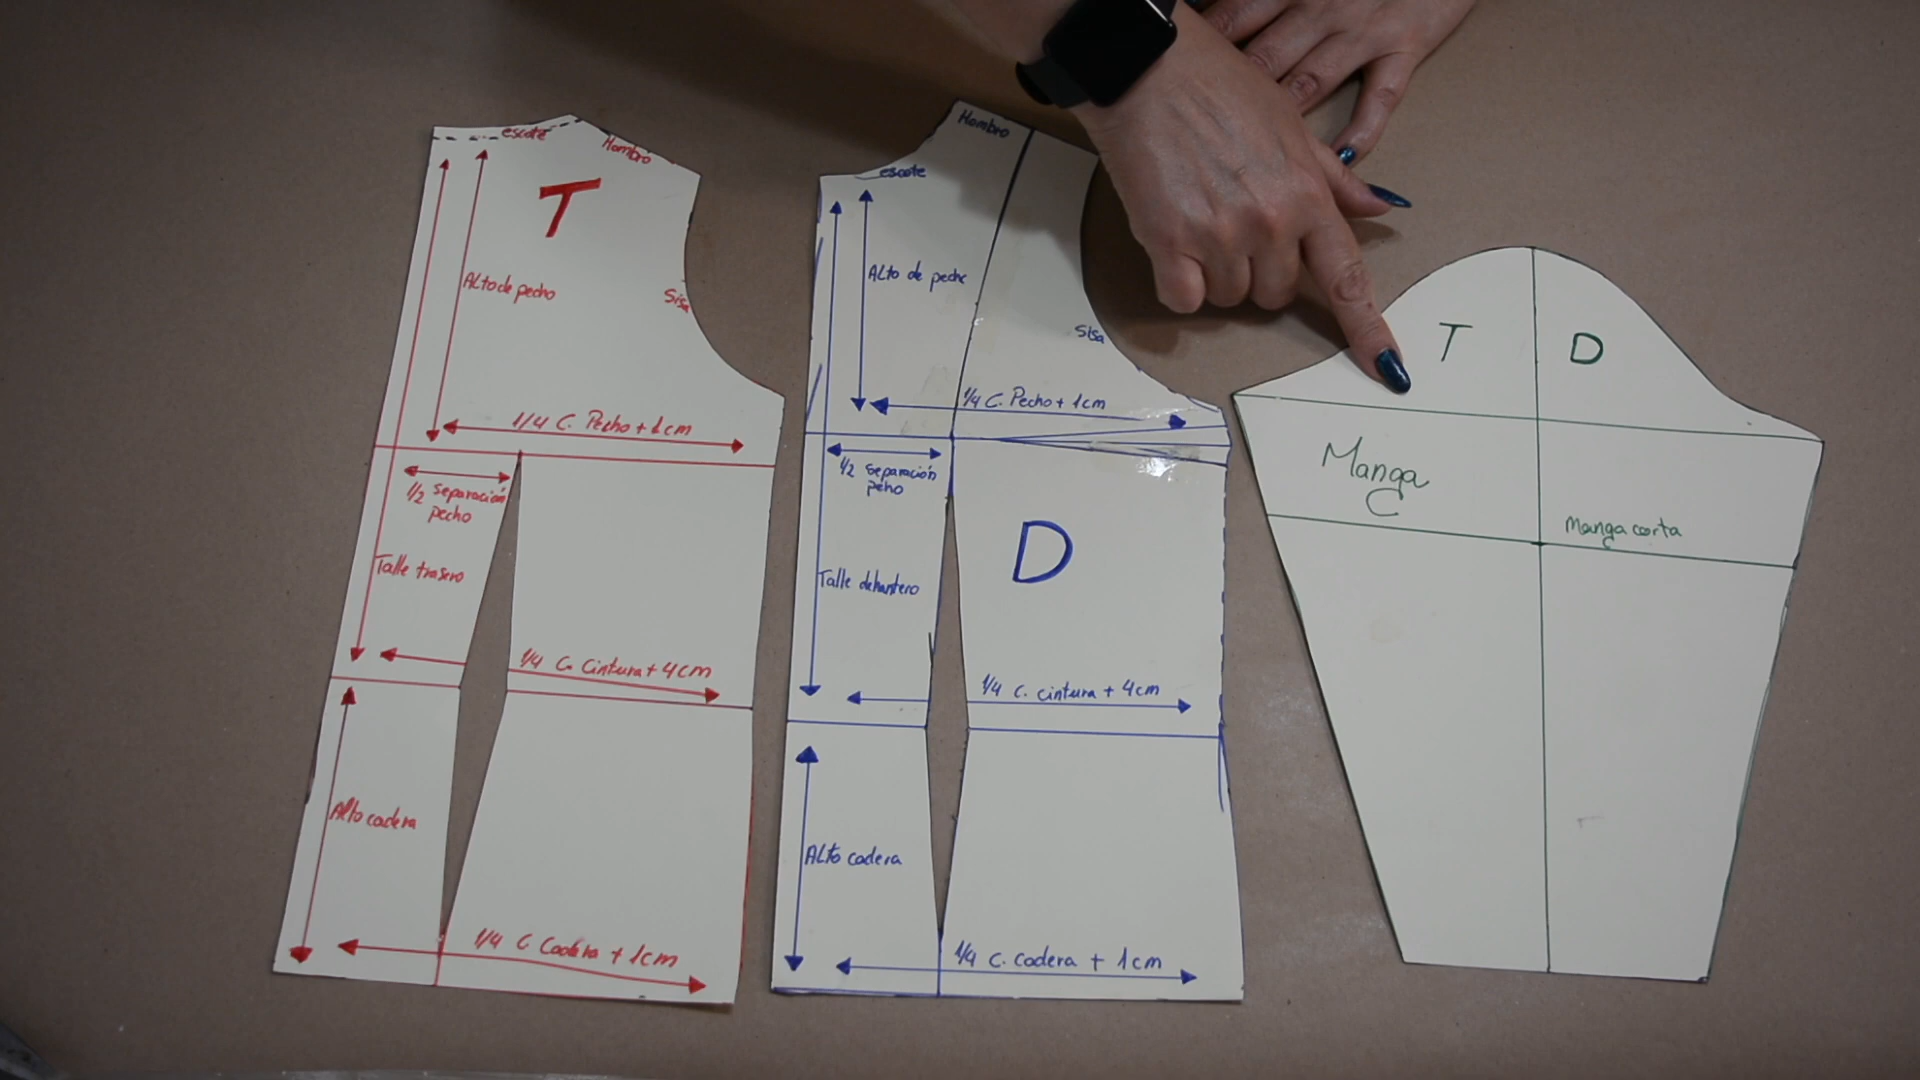 escote
Hombro
T
Alto de pecho
Sisa
1/4 C. Pecho + 1cm
1/2 Separación
pecho
Talle trasero
1/4 C. Cintura + 4cm
Alto cadera
1/4 C Cadera + 1cm
Hombro
escote
Alto de pecho
Sisa
1/4 C. Pecho + 1cm
1/2 Separación
peho
D
Talle delantero
1/4 C. cintura + 4cm
Alto cadera
1/4 C. cadera + 1cm
T
D
Manga
C
Manga corta